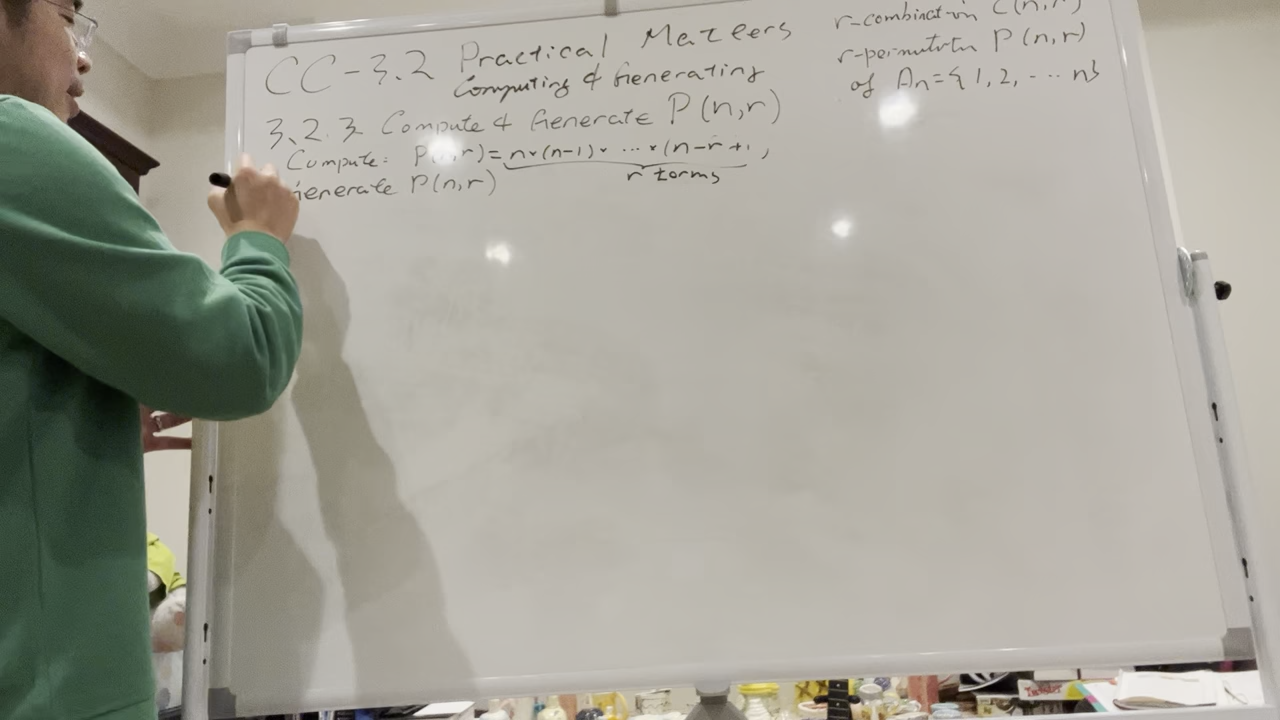 CC-3.2 Practical Matters
Computing & Generating
3.2.3 Compute & Generate P(n,r)
Compute: P(n,r)=n×(n-1)× ... ×(n-r+1)
r terms
Generate P(n,r)
r-combination C(n,r)
r-permutatn P(n,r)
of An={1,2,... n}